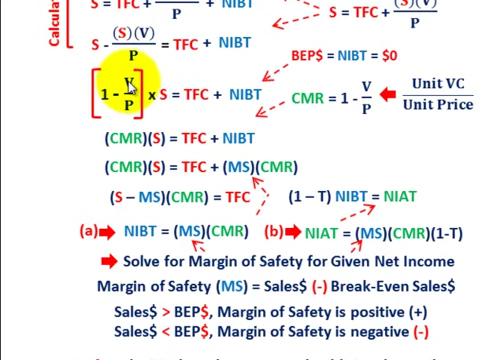 Calculat
S = TFC + P + NIBT
S = TFC + (S)(V) / P
S - (S)(V) / P = TFC + NIBT
BEP$ = NIBT = $0
[1 - V / P] x S = TFC + NIBT
CMR = 1 - V / P
Unit VC / Unit Price
(CMR)(S) = TFC + NIBT
(CMR)(S) = TFC + (MS)(CMR)
(S – MS)(CMR) = TFC
(1 – T) NIBT = NIAT
(a) NIBT = (MS)(CMR)
(b) NIAT = (MS)(CMR)(1-T)
Solve for Margin of Safety for Given Net Income
Margin of Safety (MS) = Sales$ (-) Break-Even Sales$
Sales$ > BEP$, Margin of Safety is positive (+)
Sales$ < BEP$, Margin of Safety is negative (-)